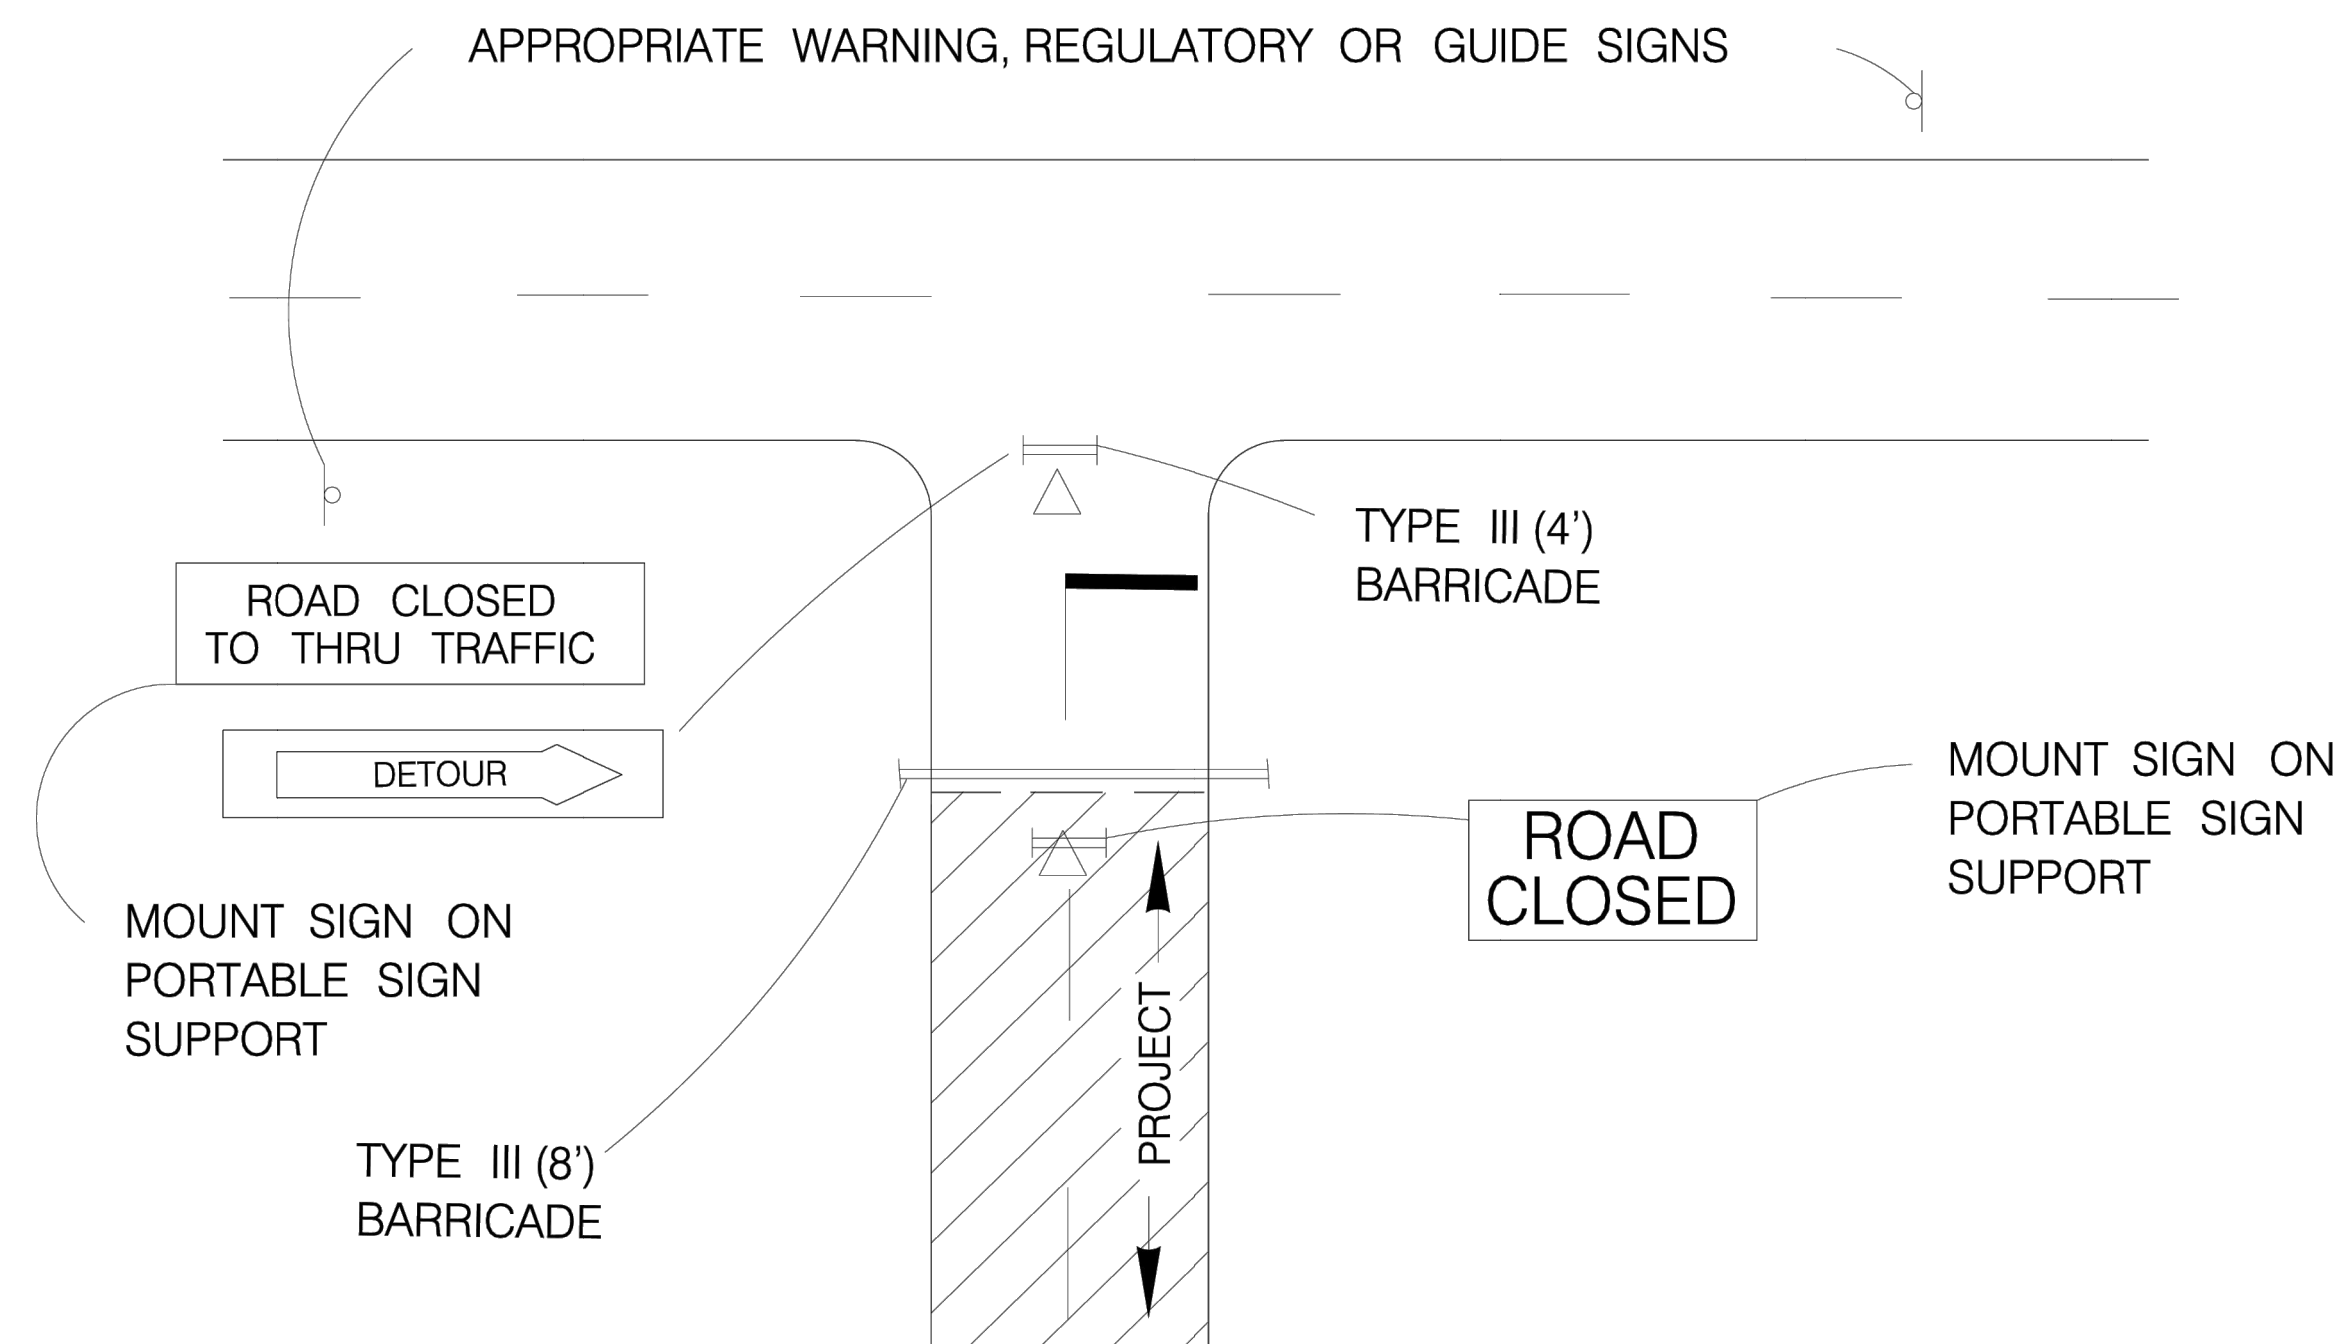 APPROPRIATE WARNING, REGULATORY OR GUIDE SIGNS
TYPE III (4’)
BARRICADE
ROAD CLOSED
TO THRU TRAFFIC
DETOUR
MOUNT SIGN ON
PORTABLE SIGN
SUPPORT
ROAD
CLOSED
MOUNT SIGN ON
PORTABLE SIGN
SUPPORT
PROJECT
TYPE III (8’)
BARRICADE